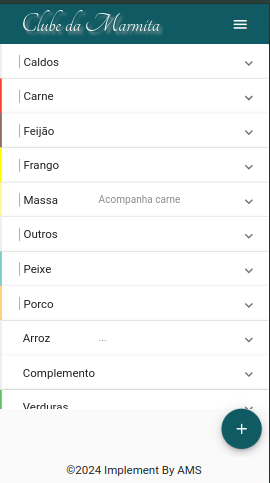 Clube da Marmita
Caldos
Carne
Feijão
Frango
Massa Acompanha carne
Outros
Peixe
Porco
Arroz ...
Complemento
Verduras
+
©2024 Implement By AMS